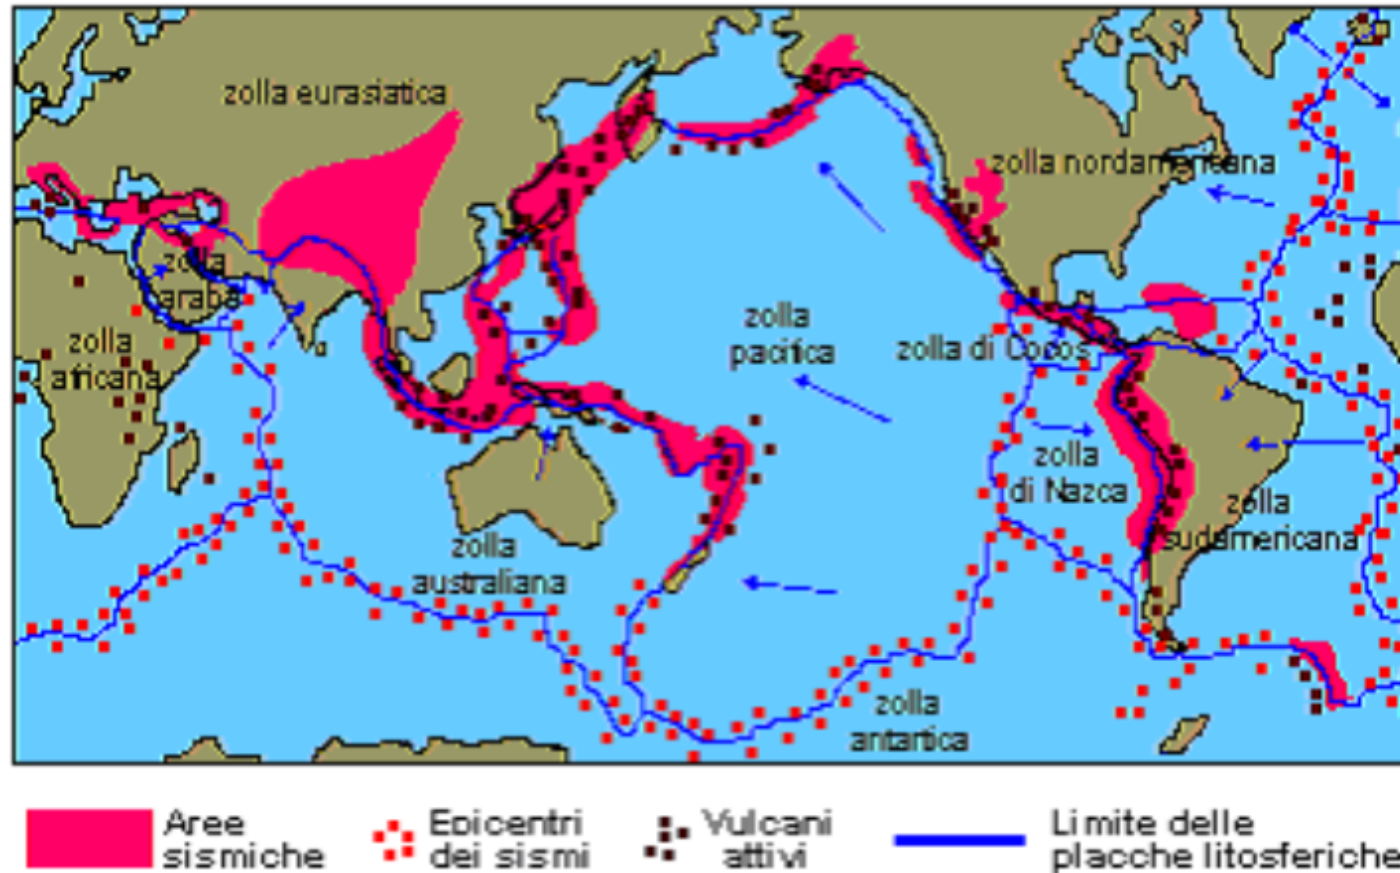 zolla eurasiatica
zolla nordamericana
zolla
araba
zolla
africana
zolla
pacifica
zolla di Cocos
zolla
di Nazca
zolla
sudamericana
zolla
australiana
zolla
antartica
Aree
sismiche
Epicentri
dei sismi
Vulcani
attivi
Limite delle
placche litosferiche